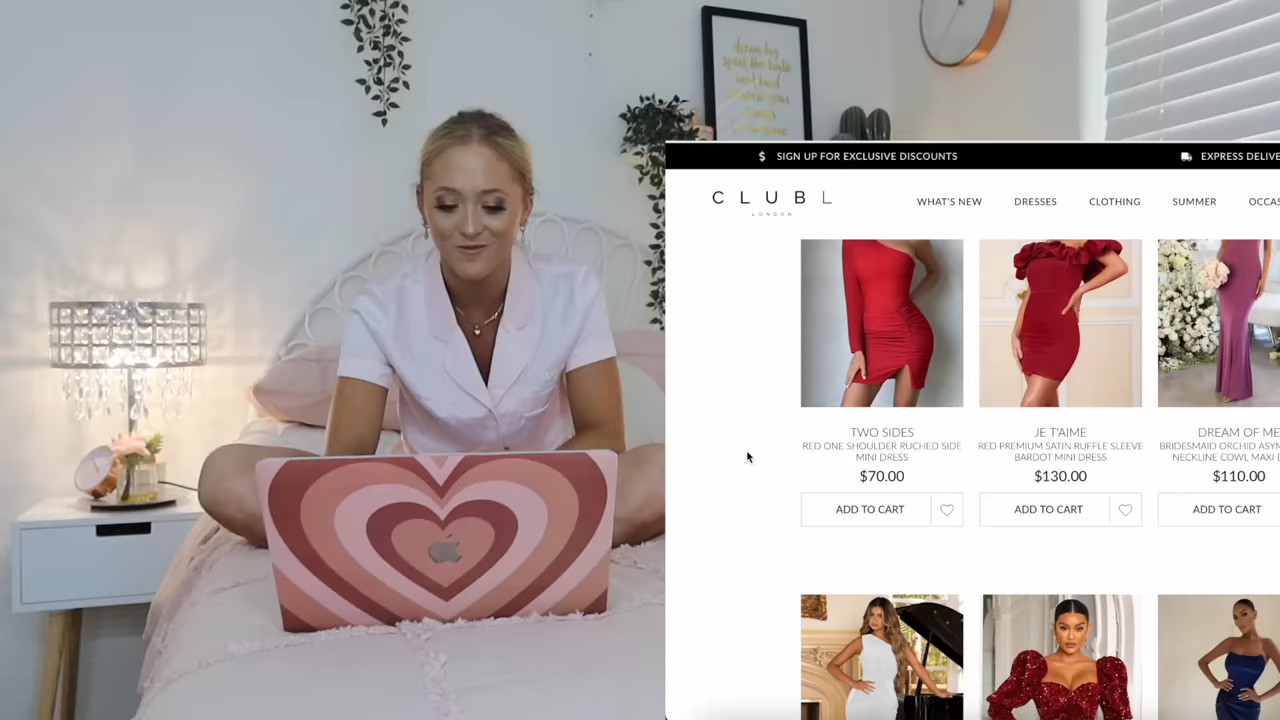 SIGN UP FOR EXCLUSIVE DISCOUNTS
EXPRESS DELIVE
CLUB L
LONDON
WHAT'S NEW
DRESSES
CLOTHING
SUMMER
OCCAS
TWO SIDES
RED ONE SHOULDER RUCHED SIDE
MINI DRESS
$70.00
ADD TO CART
JE T'AIME
RED PREMIUM SATIN RUFFLE SLEEVE
BARDOT MINI DRESS
$130.00
ADD TO CART
DREAM OF ME
BRIDESMAID ORCHID ASYM
NECKLINE COWL MAXI D
$110.00
ADD TO CART